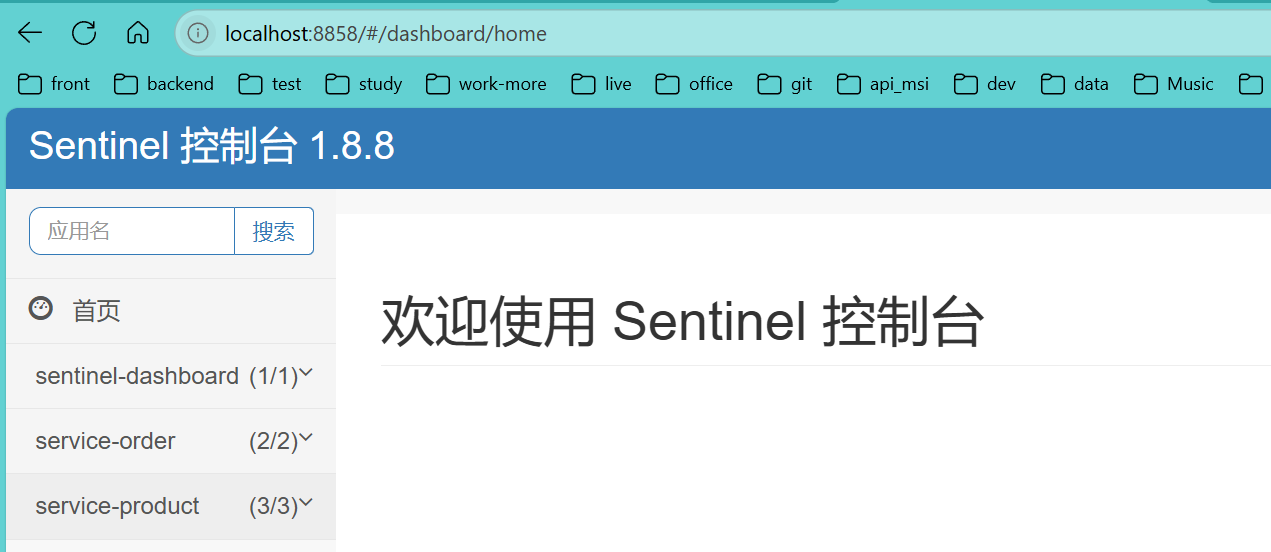 localhost:8858/#/dashboard/home
front backend test study work-more live office git api_msi dev data Music
Sentinel 控制台 1.8.8
应用名 搜索
首页
欢迎使用 Sentinel 控制台
sentinel-dashboard (1/1)
service-order (2/2)
service-product (3/3)